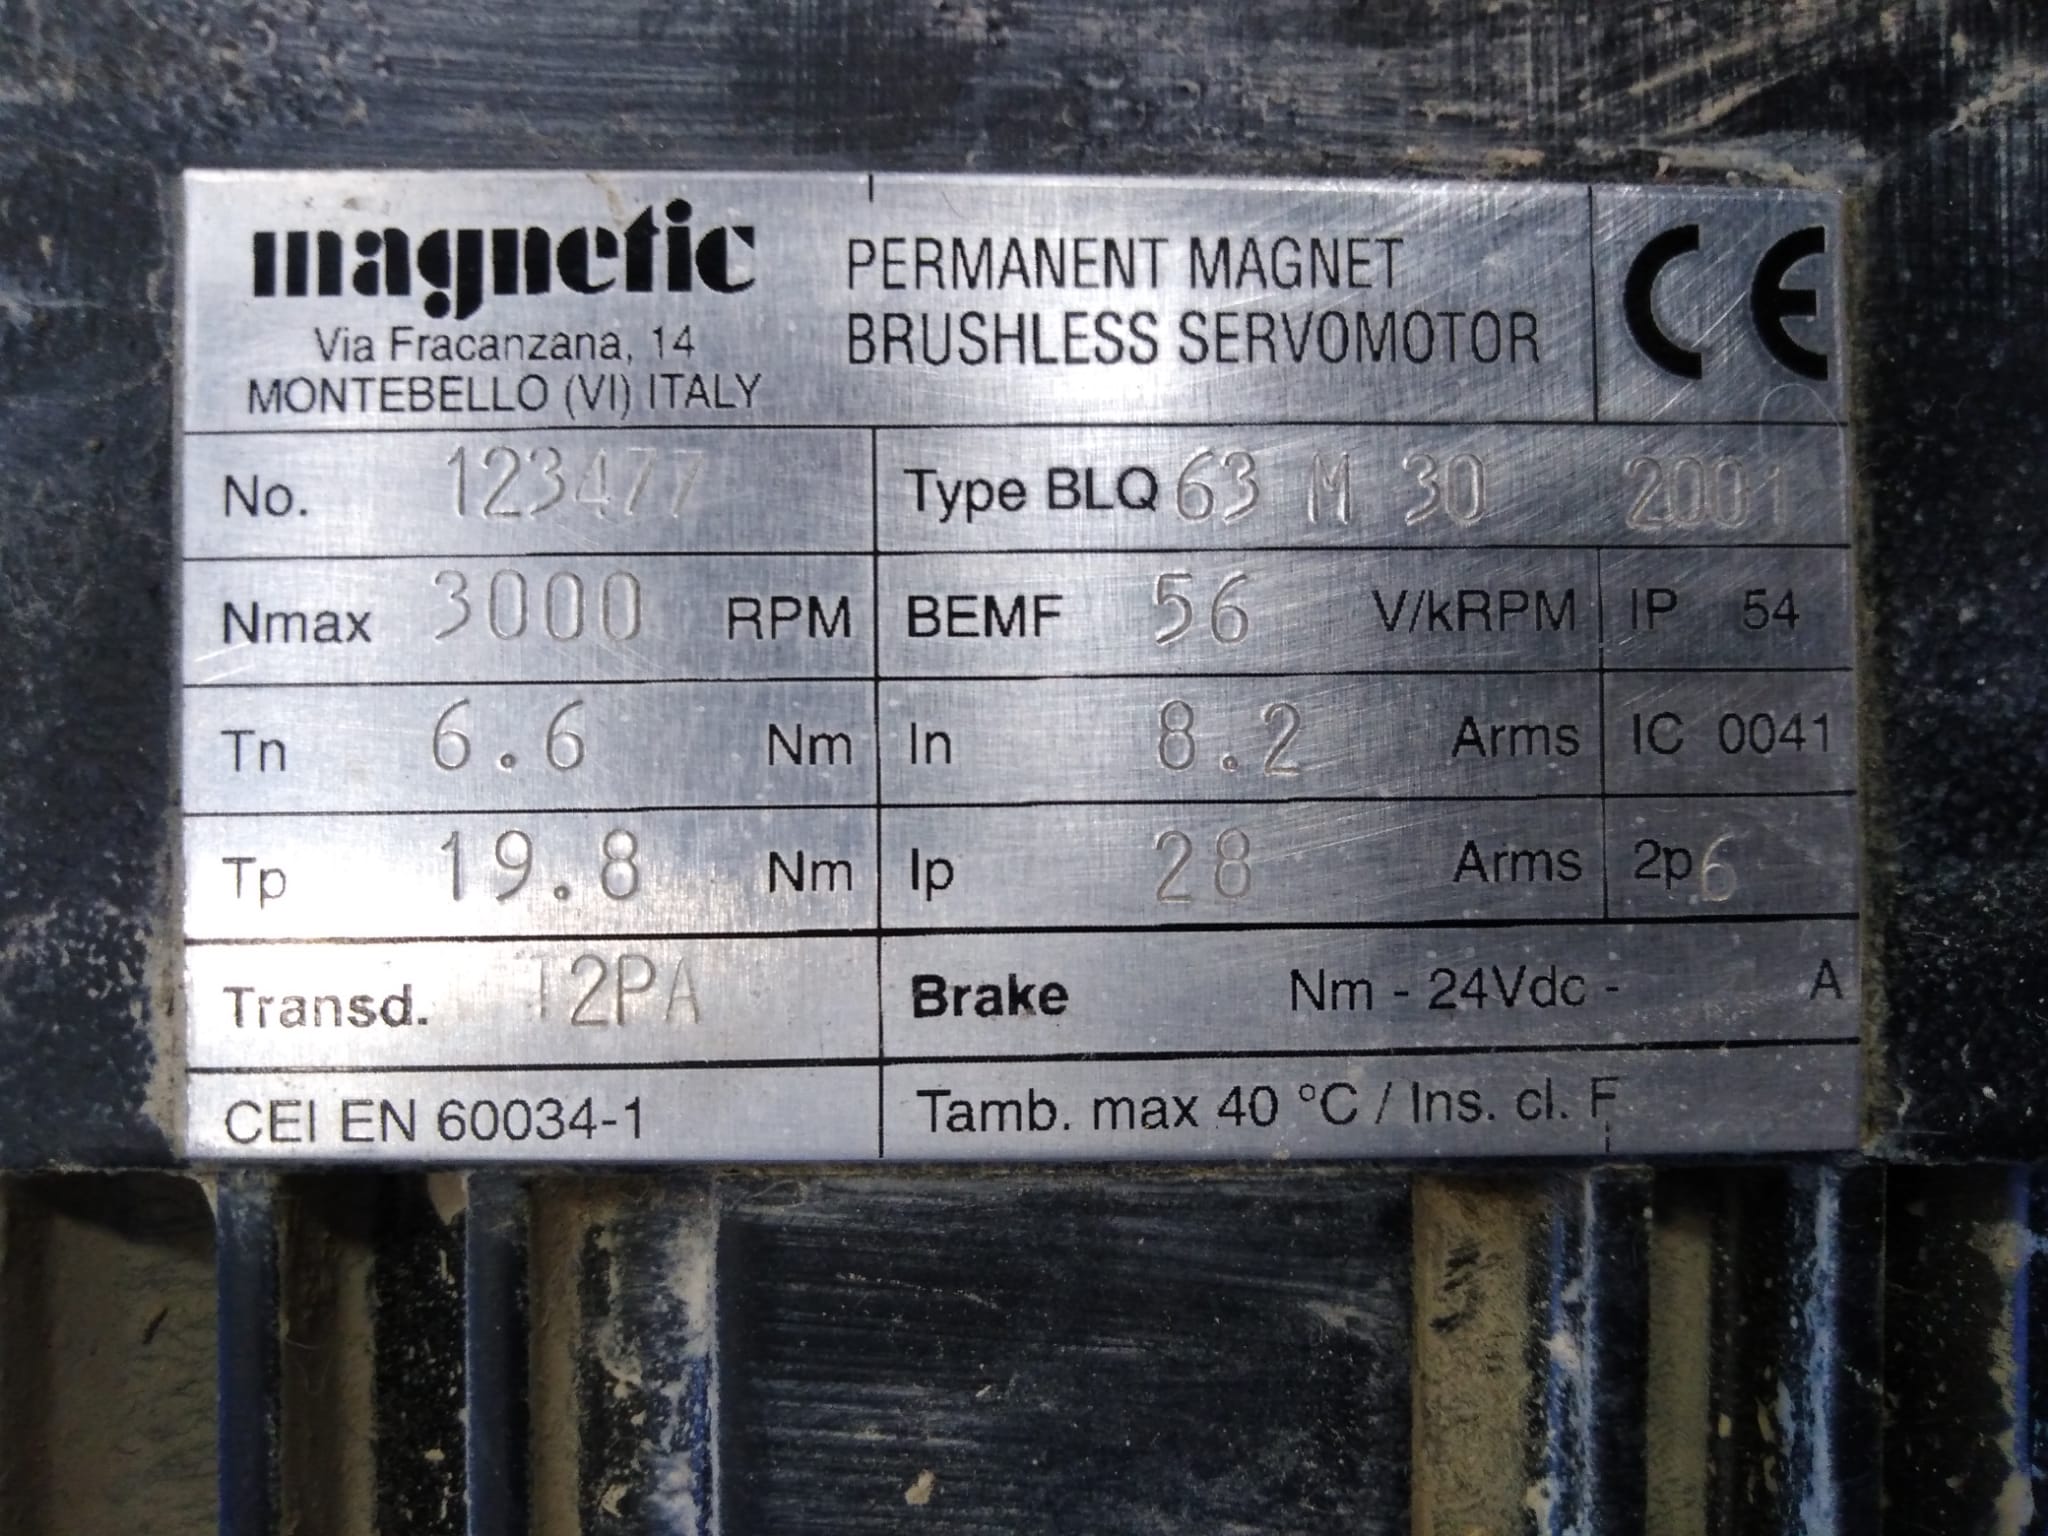 magnetic
Via Fracanzana, 14
MONTEBELLO (VI) ITALY
PERMANENT MAGNET
BRUSHLESS SERVOMOTOR
CE
No. 123477
Type BLQ 63 M 30 2001
Nmax 3000 RPM
BEMF 56 V/kRPM
IP 54
Tn 6.6 Nm
In 8.2 Arms
IC 0041
Tp 19.8 Nm
Ip 28 Arms
2p 6
Transd. T2PA
Brake Nm - 24Vdc - A
CEI EN 60034-1
Tamb. max 40 °C / Ins. cl. F